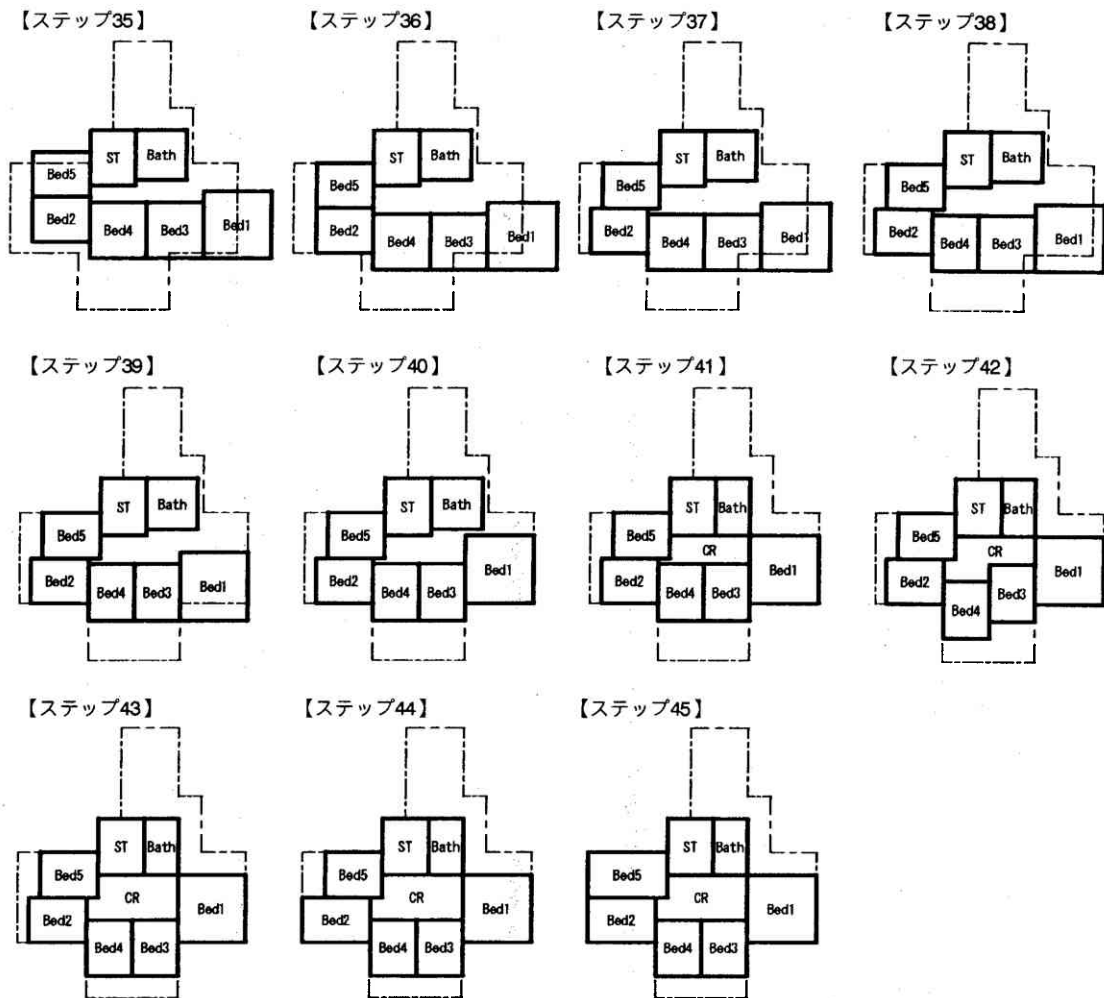 【ステップ35】 【ステップ36】 【ステップ37】 【ステップ38】
ST Bath ST Bath ST Bath ST Bath
Bed5 Bed5 Bed5 Bed5
Bed2 Bed4 Bed3 Bed1 Bed2 Bed4 Bed3 Bed1 Bed2 Bed4 Bed3 Bed1 Bed2 Bed4 Bed3 Bed1
【ステップ39】 【ステップ40】 【ステップ41】 【ステップ42】
ST Bath ST Bath ST Bath ST Bath
Bed5 Bed5 Bed5 CR Bed5 CR
Bed2 Bed4 Bed3 Bed1 Bed2 Bed4 Bed3 Bed1 Bed2 Bed4 Bed3 Bed1 Bed2 Bed4 Bed3 Bed1
【ステップ43】 【ステップ44】 【ステップ45】
ST Bath ST Bath ST Bath
Bed5 CR Bed5 CR Bed5 CR
Bed2 Bed1 Bed2 Bed1 Bed2 Bed1
Bed4 Bed3 Bed4 Bed3 Bed4 Bed3